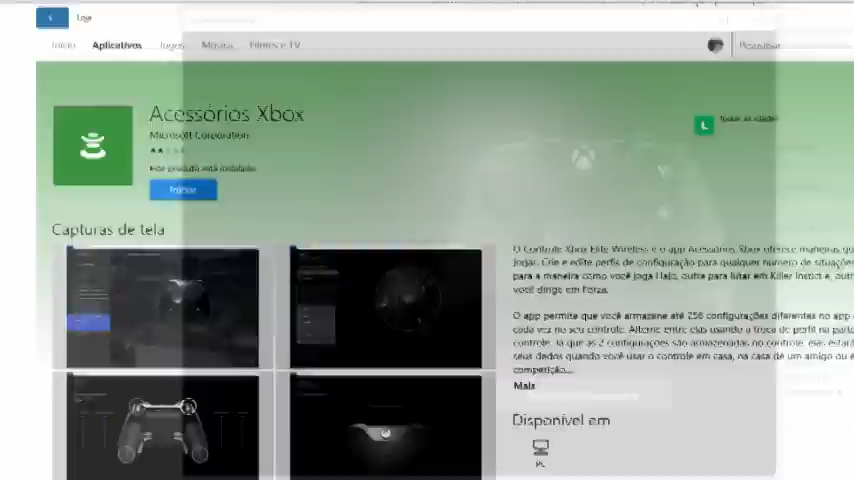 Loja
Início Aplicativos Jogos Música Filmes e TV
Pesquisar
Acessórios Xbox
Microsoft Corporation
Este produto está instalado.
Iniciar
L
Todas as idades
Capturas de tela
O Controle Xbox Elite Wireless e o app Acessórios Xbox oferece maneiras
jogar. Crie e edite perfis de configuração para qualquer número de situações
para a maneira como você joga Halo, outra para lutar em Killer Instict e,
você dirige em Forza.
O app permite que você armazene até 256 configurações diferentes no app
cada vez no seu controle. Alterne entre elas usando a troca de perfil na
controle. Já que as 2 configurações são armazenadas no controle, elas
seus dados quando você usar o controle em casa, na casa de um amigo ou
competição....
Mais
Disponível em
PC